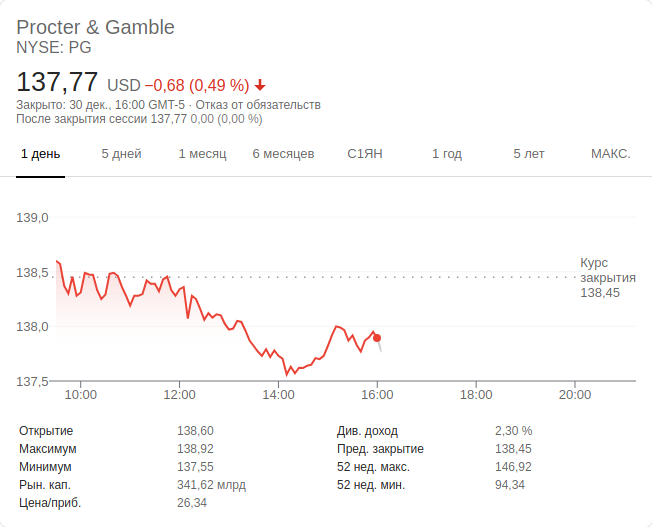 Procter & Gamble
NYSE: PG
137,77 USD −0,68 (0,49 %)
Закрыто: 30 дек., 16:00 GMT-5 · Отказ от обязательств
После закрытия сессии 137,77 0,00 (0,00 %)
1 день 5 дней 1 месяц 6 месяцев С1ЯН 1 год 5 лет МАКС.
139,0
138,5
138,0
137,5
Курс
закрытия
138,45
10:00 12:00 14:00 16:00 18:00 20:00
Открытие 138,60 Див. доход 2,30 %
Максимум 138,92 Пред. закрытие 138,45
Минимум 137,55 52 нед. макс. 146,92
Рын. кап. 341,62 млрд 52 нед. мин. 94,34
Цена/приб. 26,34